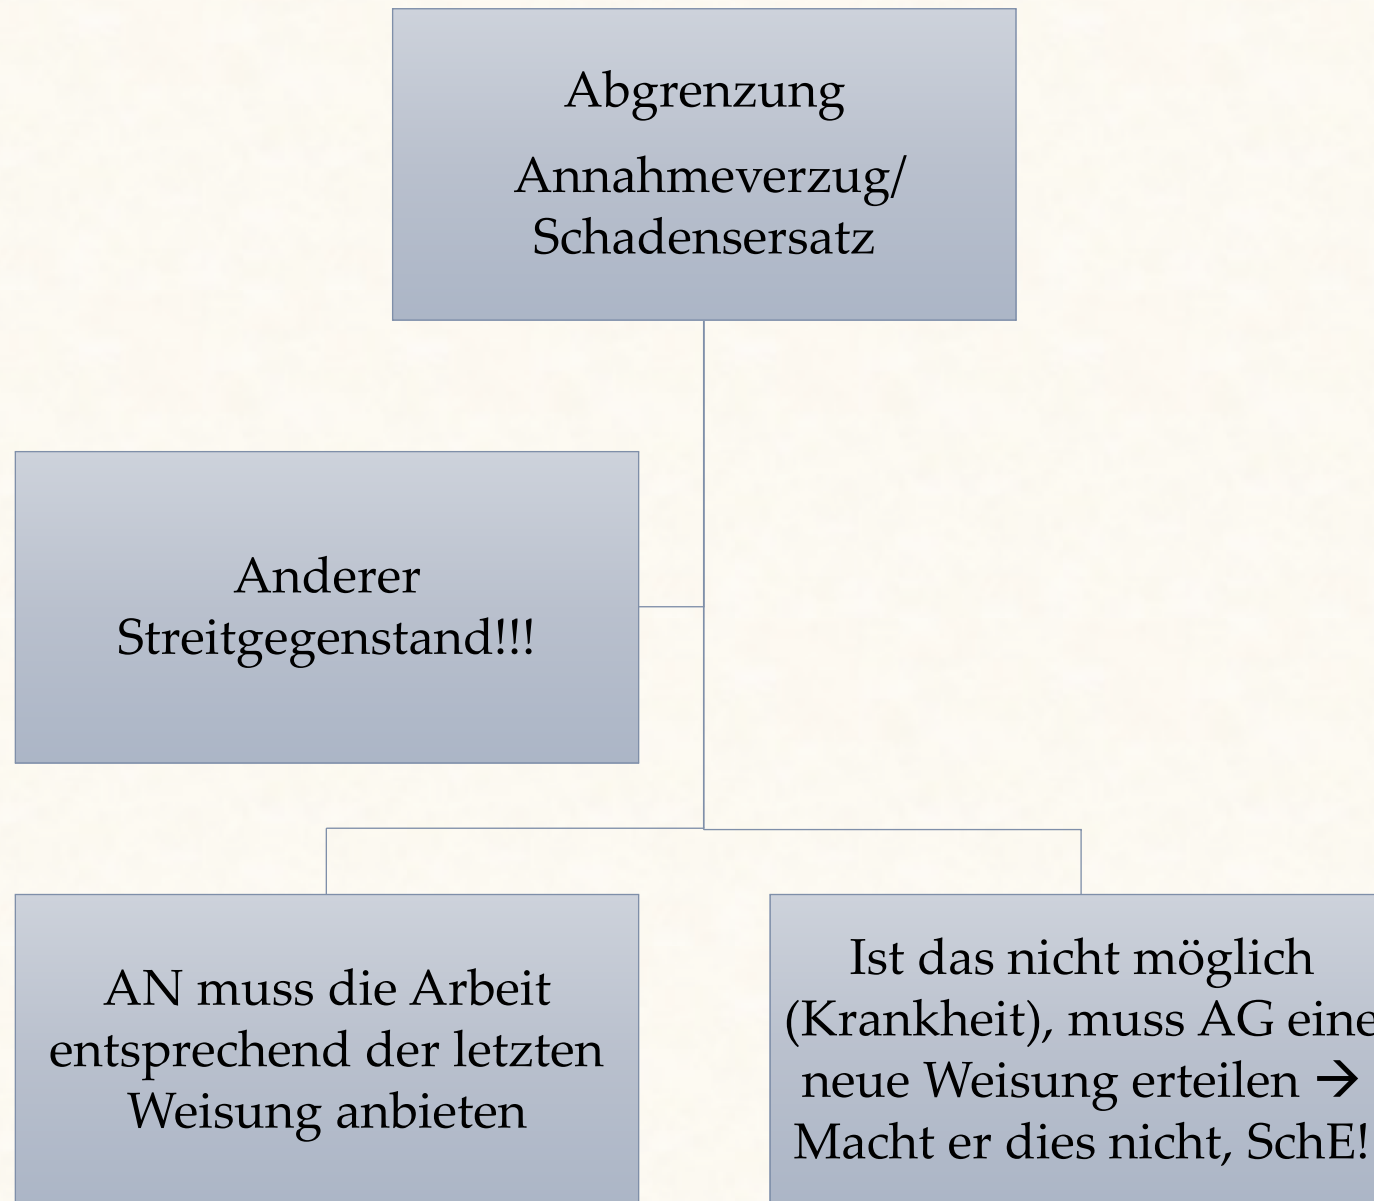 Abgrenzung
Annahmeverzug/
Schadensersatz
Anderer
Streitgegenstand!!!
AN muss die Arbeit
entsprechend der letzten
Weisung anbieten
Ist das nicht möglich
(Krankheit), muss AG eine
neue Weisung erteilen →
Macht er dies nicht, SchE!